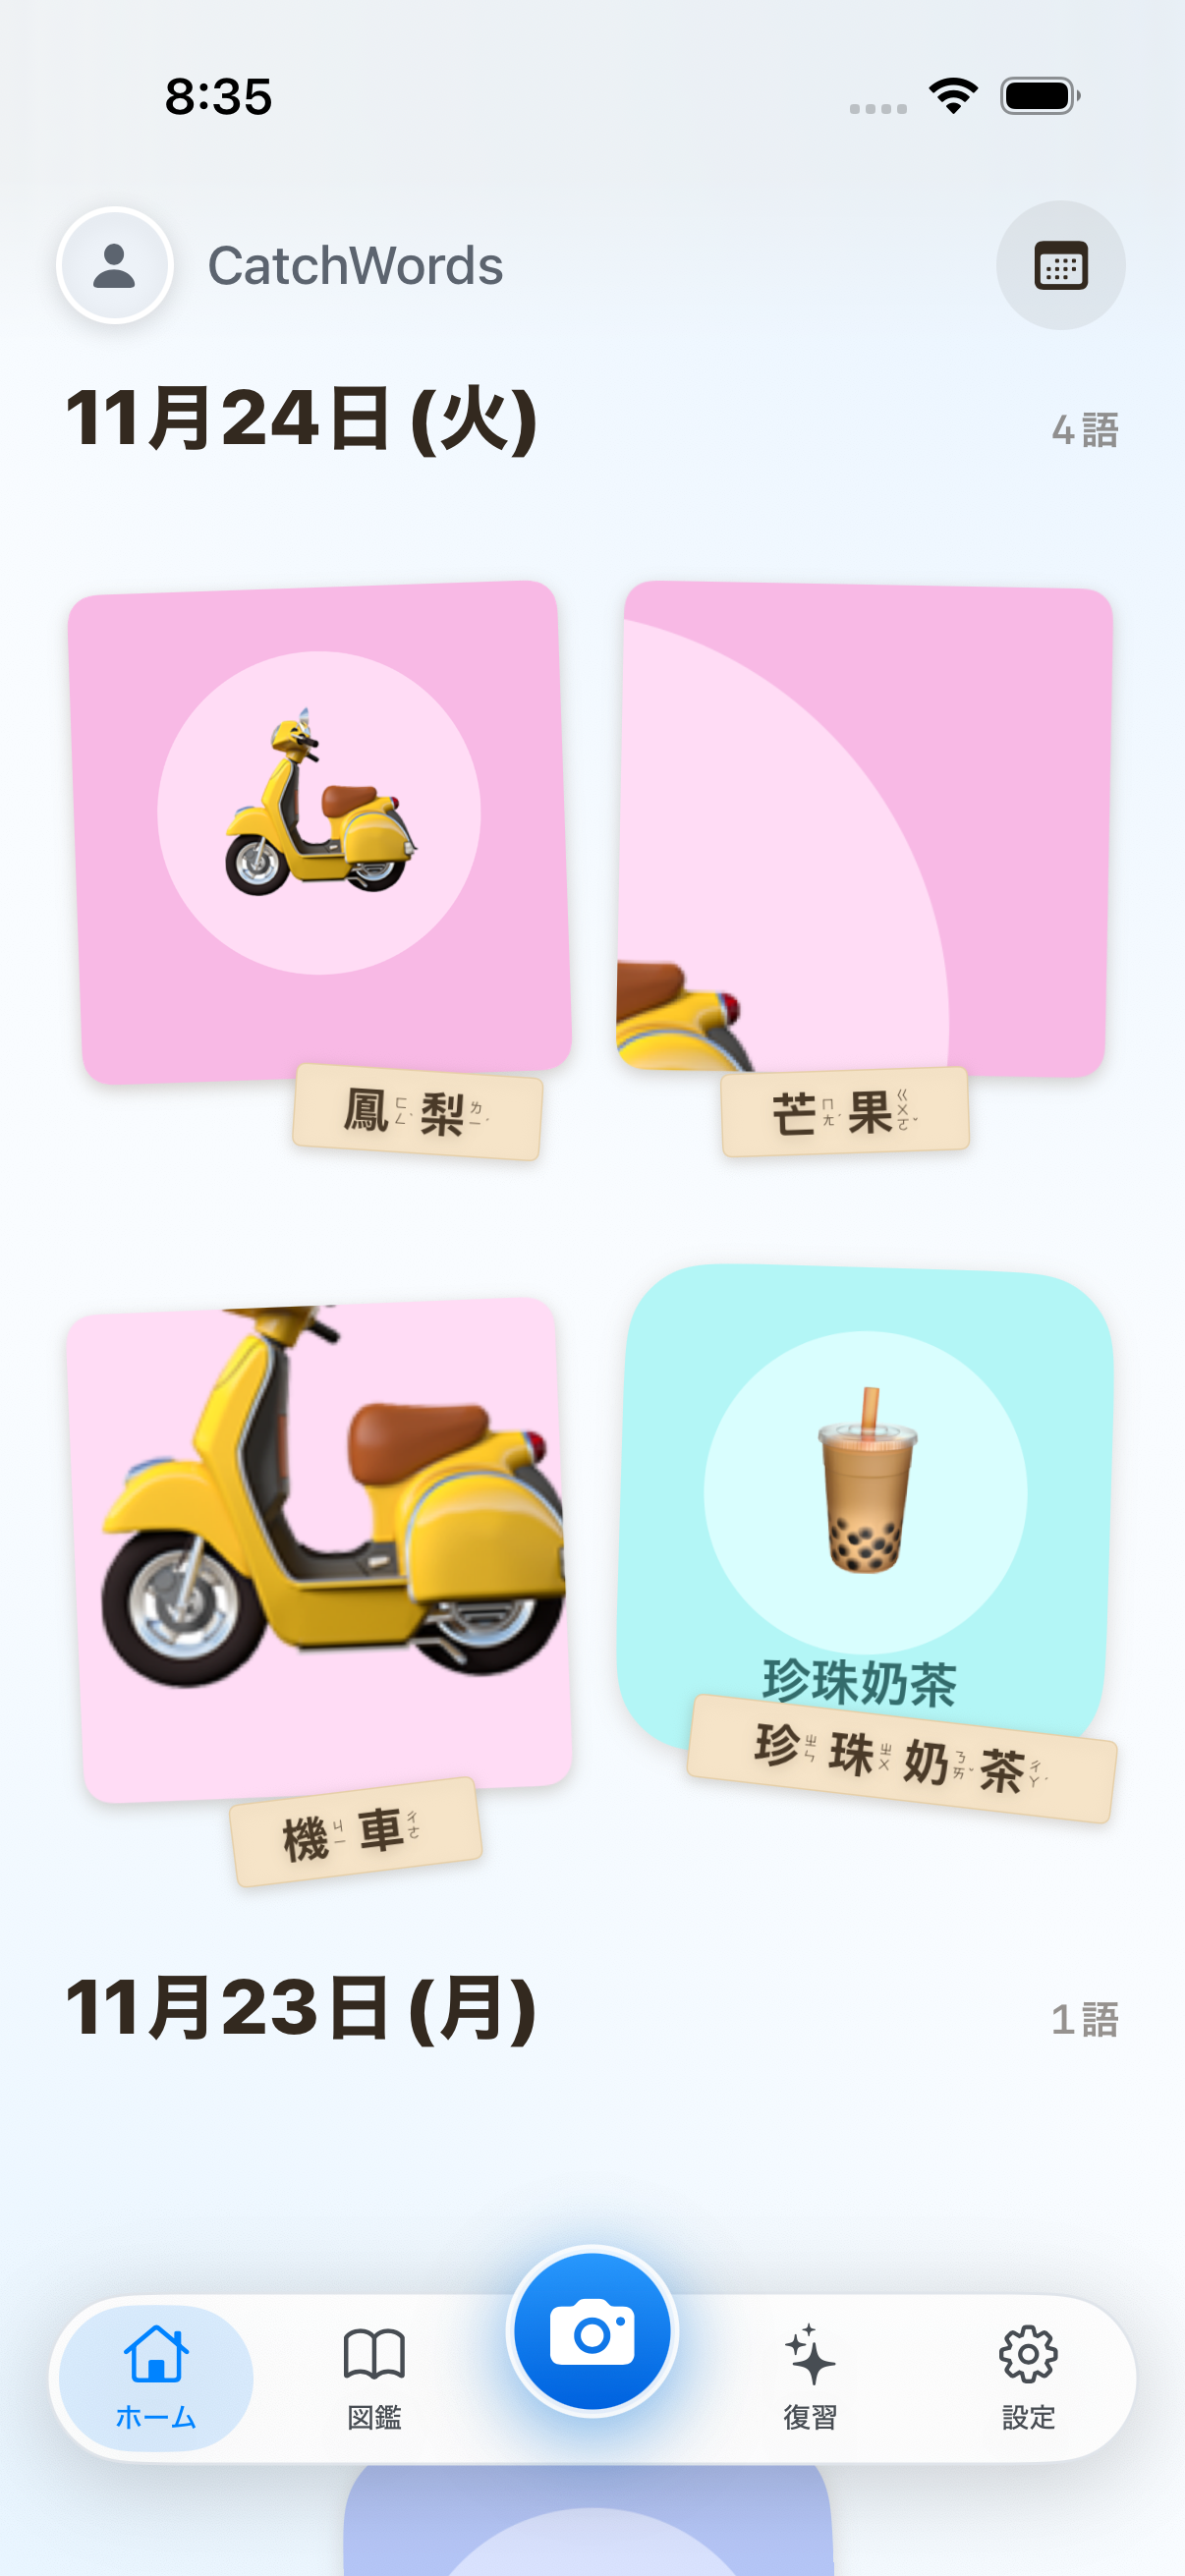 8:35
CatchWords
11月24日 (火)
4 語
鳳ㄈㄥˋ梨ㄌㄧˊ
芒ㄇㄤˊ果ㄍㄨㄛˇ
珍珠奶茶
珍ㄓㄣ珠ㄓㄨ奶ㄋㄞˇ茶ㄔㄚˊ
機ㄐㄧ車ㄔㄜ
11月23日 (月)
1 語
ホーム
図鑑
復習
設定